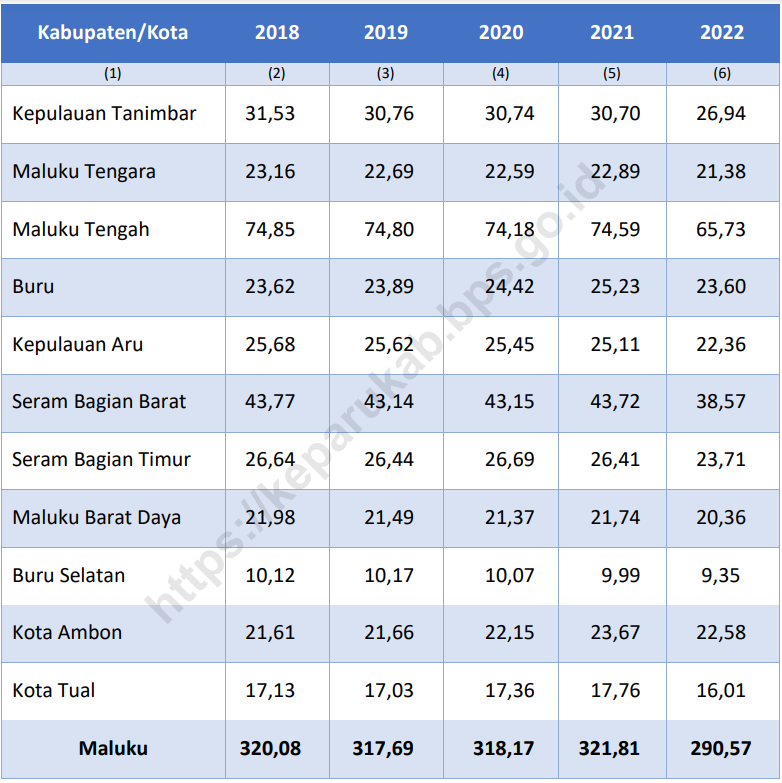 Kabupaten/Kota 2018 2019 2020 2021 2022
(1) (2) (3) (4) (5) (6)
Kepulauan Tanimbar 31,53 30,76 30,74 30,70 26,94
Maluku Tengara 23,16 22,69 22,59 22,89 21,38
Maluku Tengah 74,85 74,80 74,18 74,59 65,73
Buru 23,62 23,89 24,42 25,23 23,60
Kepulauan Aru 25,68 25,62 25,45 25,11 22,36
Seram Bagian Barat 43,77 43,14 43,15 43,72 38,57
Seram Bagian Timur 26,64 26,44 26,69 26,41 23,71
Maluku Barat Daya 21,98 21,49 21,37 21,74 20,36
Buru Selatan 10,12 10,17 10,07 9,99 9,35
Kota Ambon 21,61 21,66 22,15 23,67 22,58
Kota Tual 17,13 17,03 17,36 17,76 16,01
Maluku 320,08 317,69 318,17 321,81 290,57
https://keparukab.bps.go.id